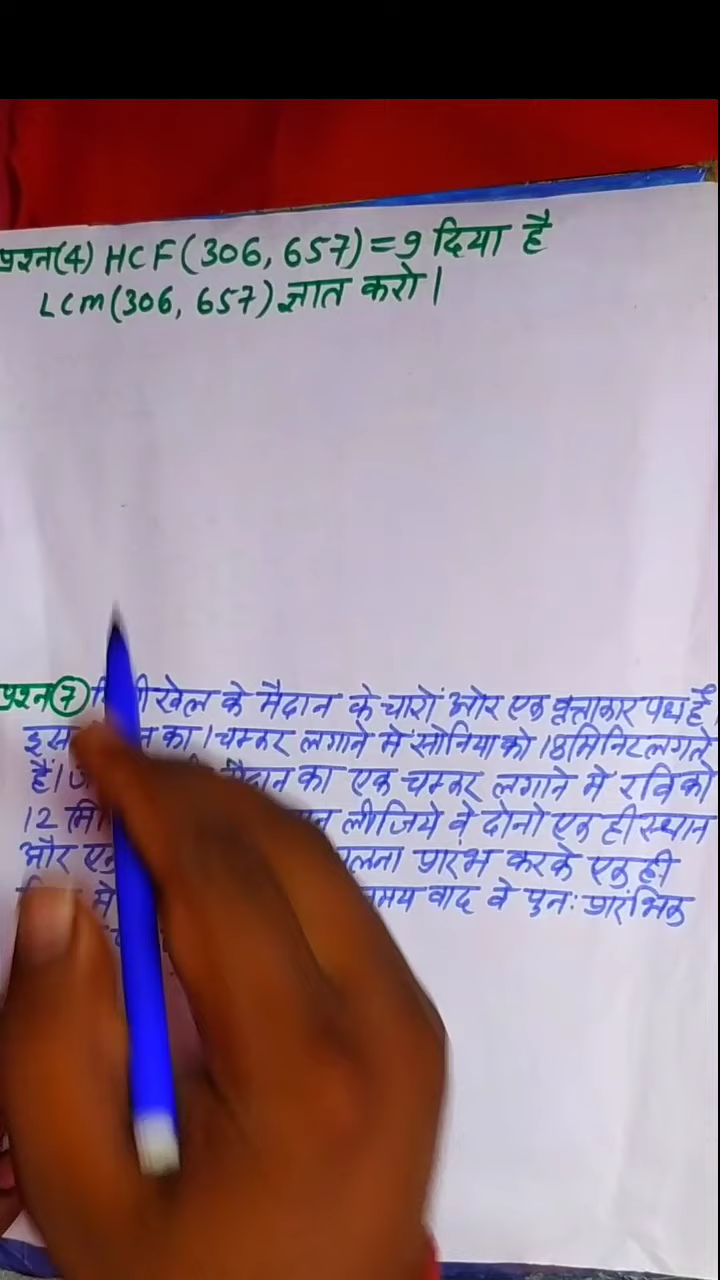 प्रश्न(4) HCF(306, 657)=9 दिया है
LCM(306, 657) ज्ञात करो।
प्रश्न(7) खेल के मैदान के चारों ओर एक वृत्ताकार पथ है।
इस का 1 चक्कर लगाने में सोनिया को 18 मिनिट लगते
हैं। मैदान का एक चक्कर लगाने में रवि को
12 लीजिये वे दोनो एक ही स्थान
और प्रारंभ करके एक ही
में समय वाद वे पुनः प्रारंभिक